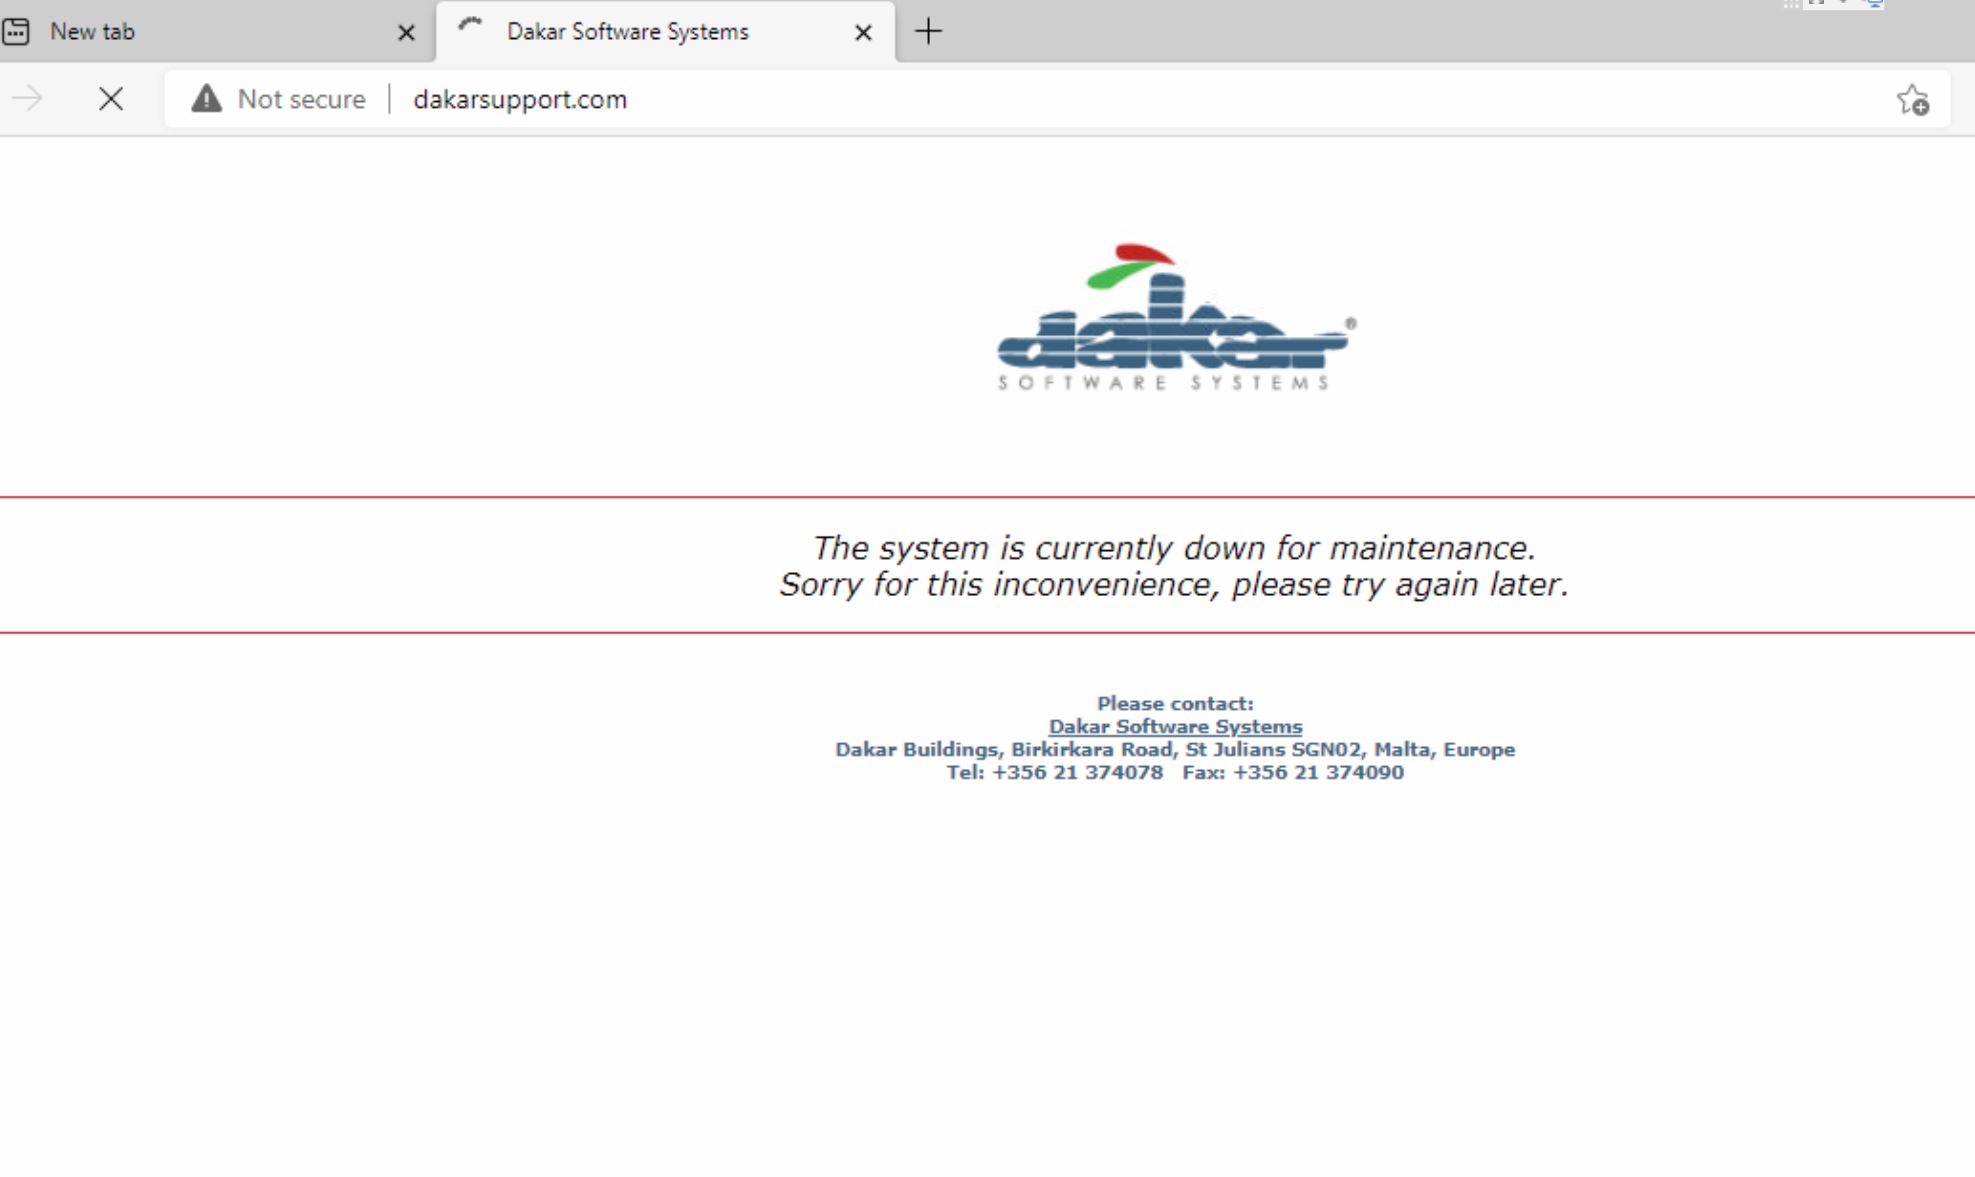 New tab
Dakar Software Systems
Not secure
dakarsupport.com
dakar®
SOFTWARE SYSTEMS
The system is currently down for maintenance.
Sorry for this inconvenience, please try again later.
Please contact:
Dakar Software Systems
Dakar Buildings, Birkirkara Road, St Julians SGN02, Malta, Europe
Tel: +356 21 374078 Fax: +356 21 374090